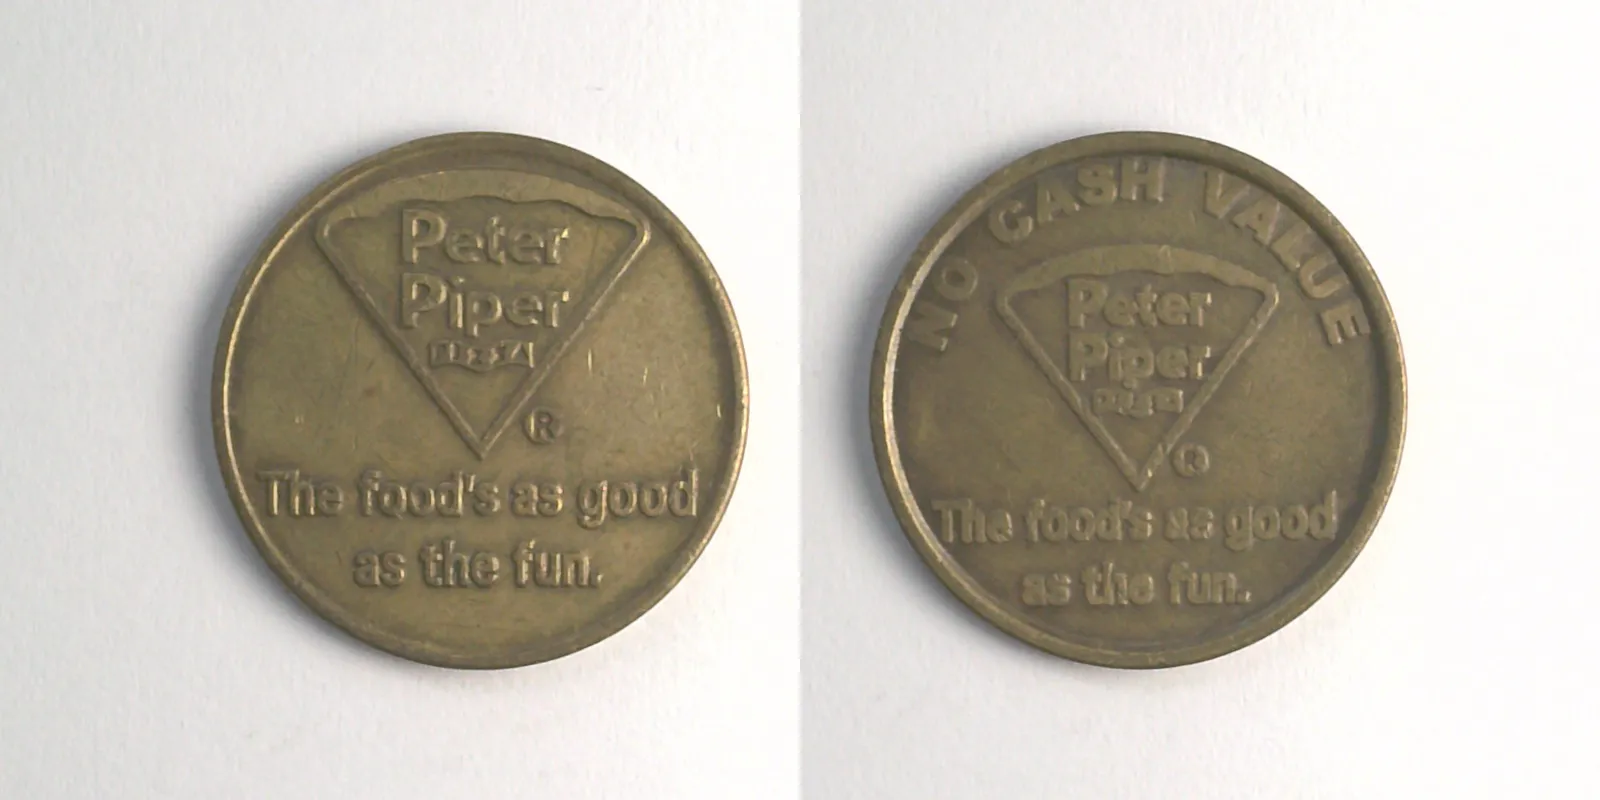 Peter
Piper
PIZZA
®
The food's as good
as the fun.
NO CASH VALUE
Peter
Piper
PIZZA
®
The food's as good
as the fun.